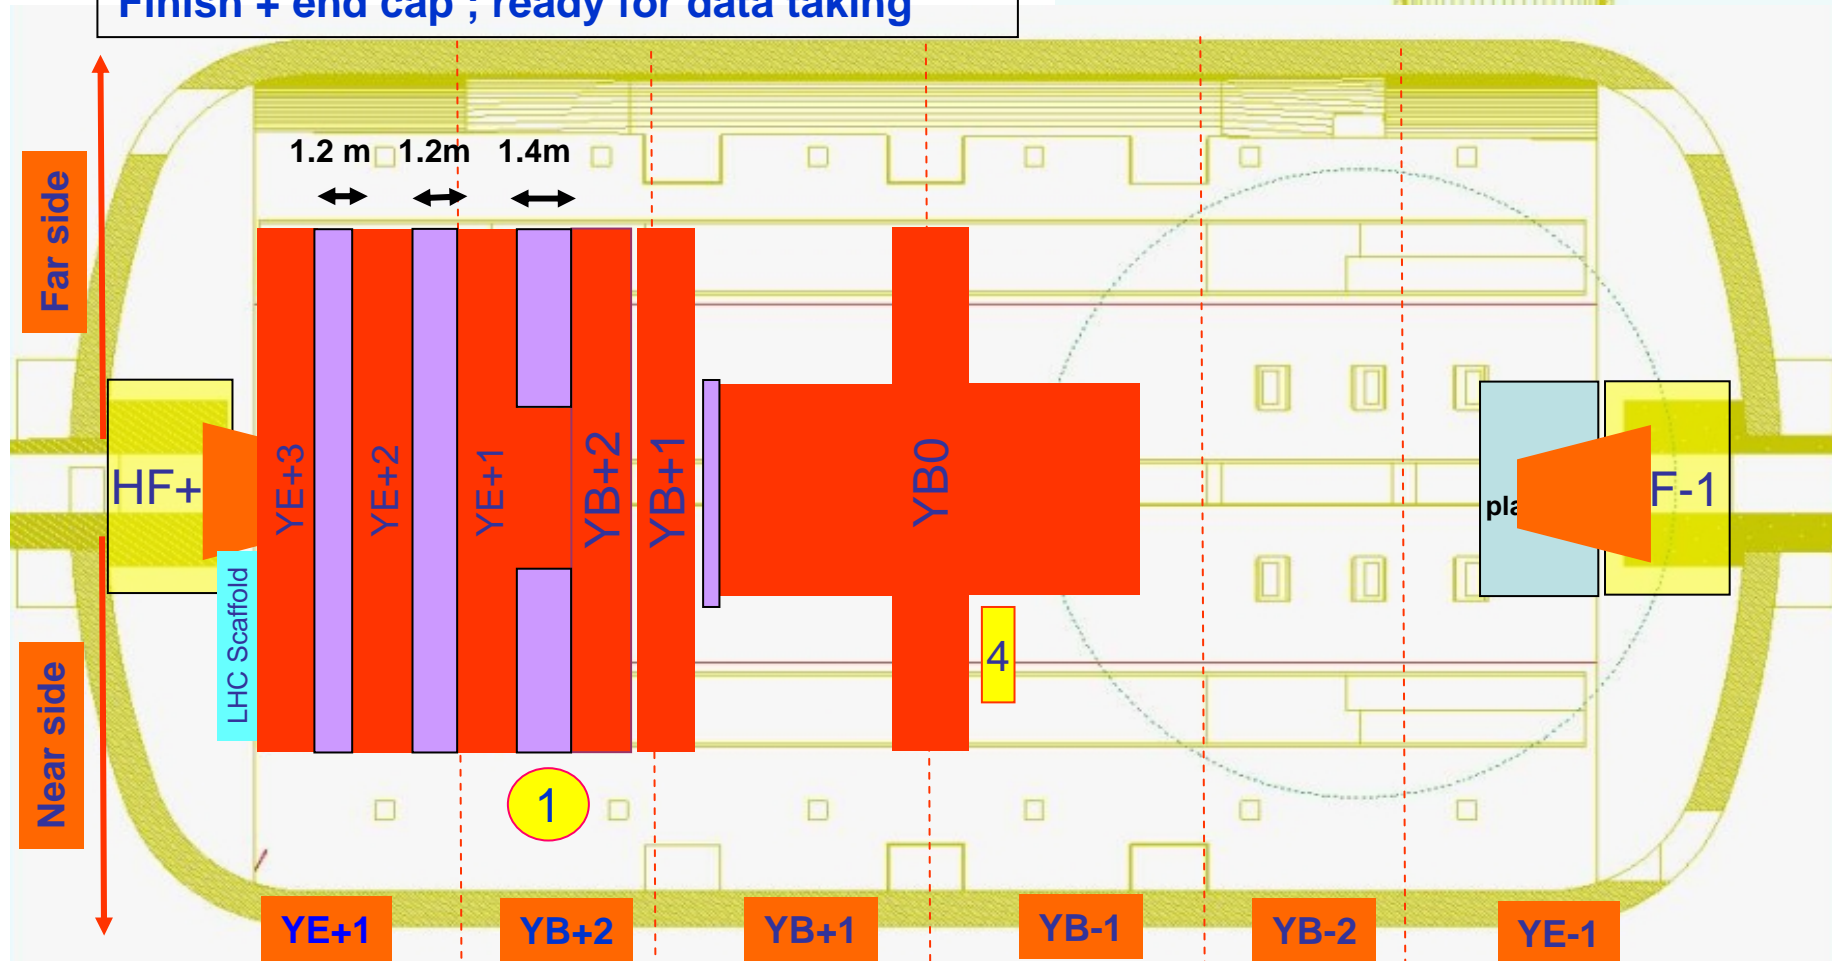 Finish + end cap ; ready for data taking
1.2 m 1.2m 1.4m
Far side
HF+
YE+3
YE+2
YE+1
YB+2
YB+1
YB0
F-1
LHC Scaffold
4
Near side
1
YE+1 YB+2 YB+1 YB-1 YB-2 YE-1